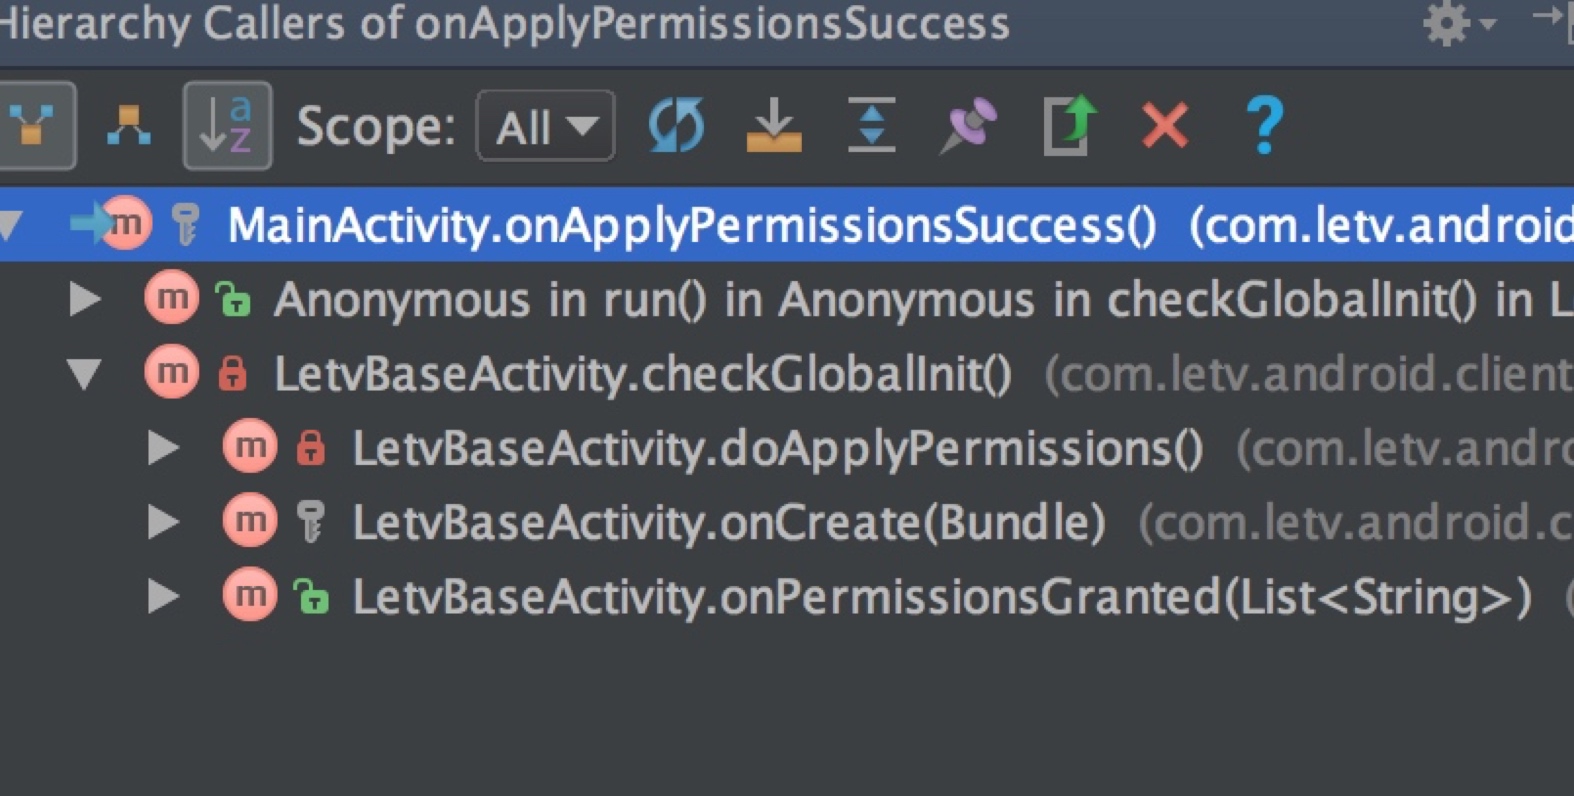 Hierarchy Callers of onApplyPermissionsSuccess
a
z
Scope: All
m MainActivity.onApplyPermissionsSuccess() (com.letv.android
m Anonymous in run() in Anonymous in checkGlobalInit() in L
m LetvBaseActivity.checkGlobalInit() (com.letv.android.client
m LetvBaseActivity.doApplyPermissions() (com.letv.andro
m LetvBaseActivity.onCreate(Bundle) (com.letv.android.c
m LetvBaseActivity.onPermissionsGranted(List<String>) (